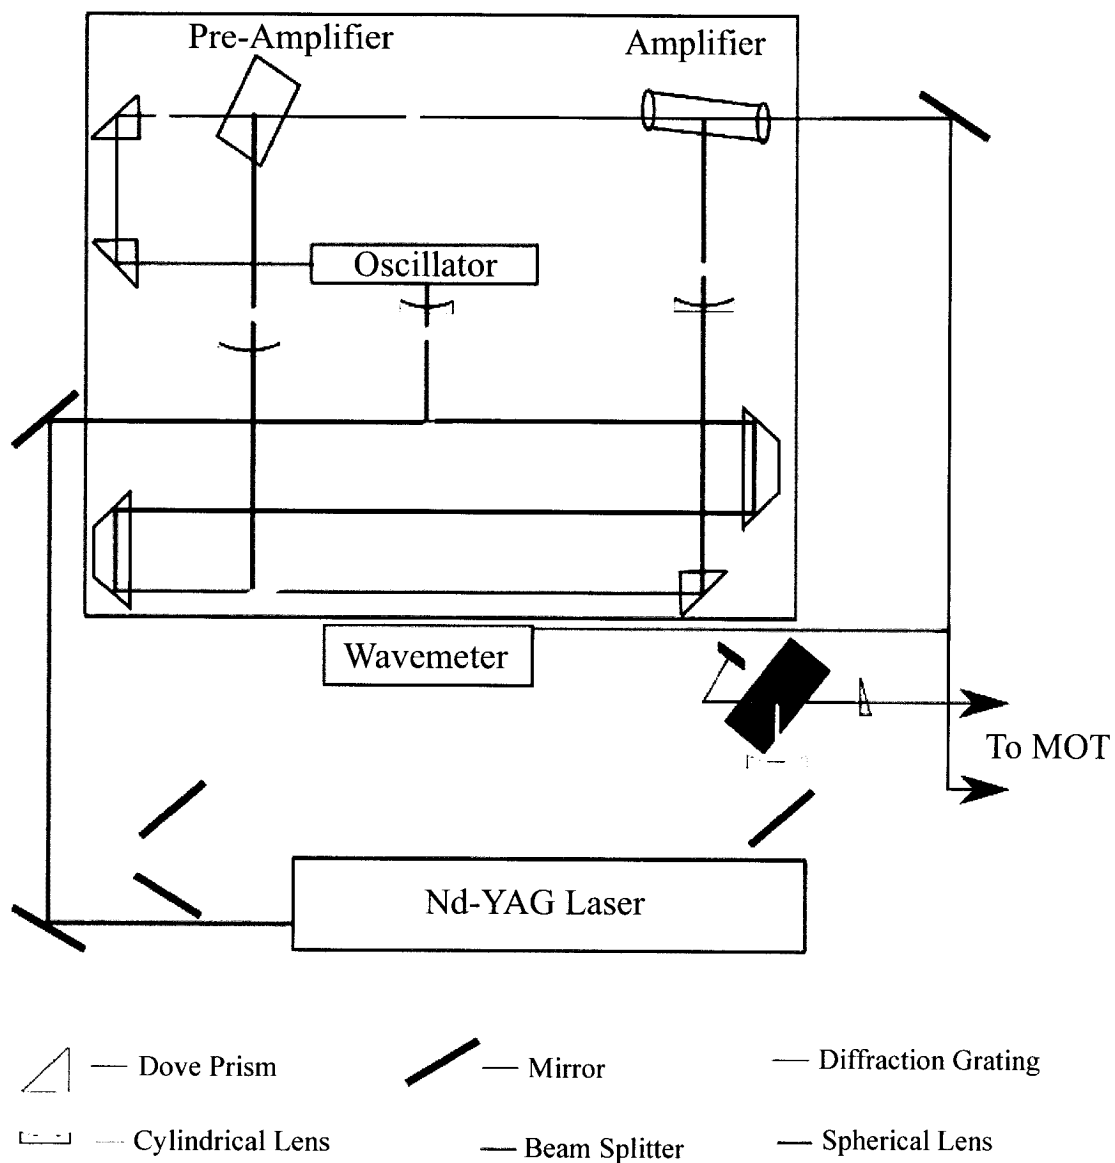 Pre-Amplifier
Amplifier
Oscillator
Wavemeter
To MOT
Nd-YAG Laser
Dove Prism
Mirror
Diffraction Grating
Cylindrical Lens
Beam Splitter
Spherical Lens